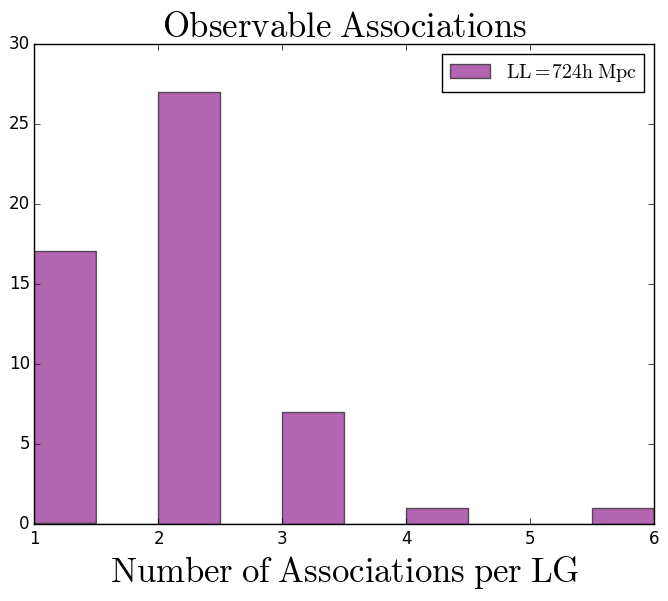 Observable Associations
30
25
20
15
10
5
0
LL = 724h Mpc
1 2 3 4 5 6
Number of Associations per LG